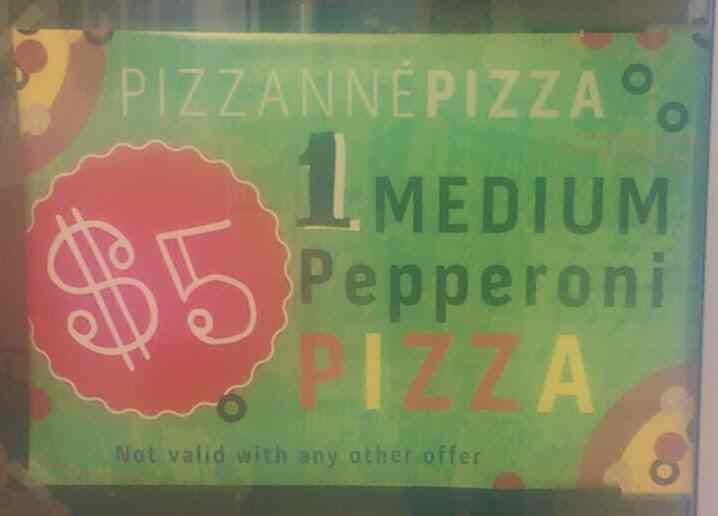 PIZZANNÉPIZZA
$5
1 MEDIUM
Pepperoni
PIZZA
Not valid with any other offer